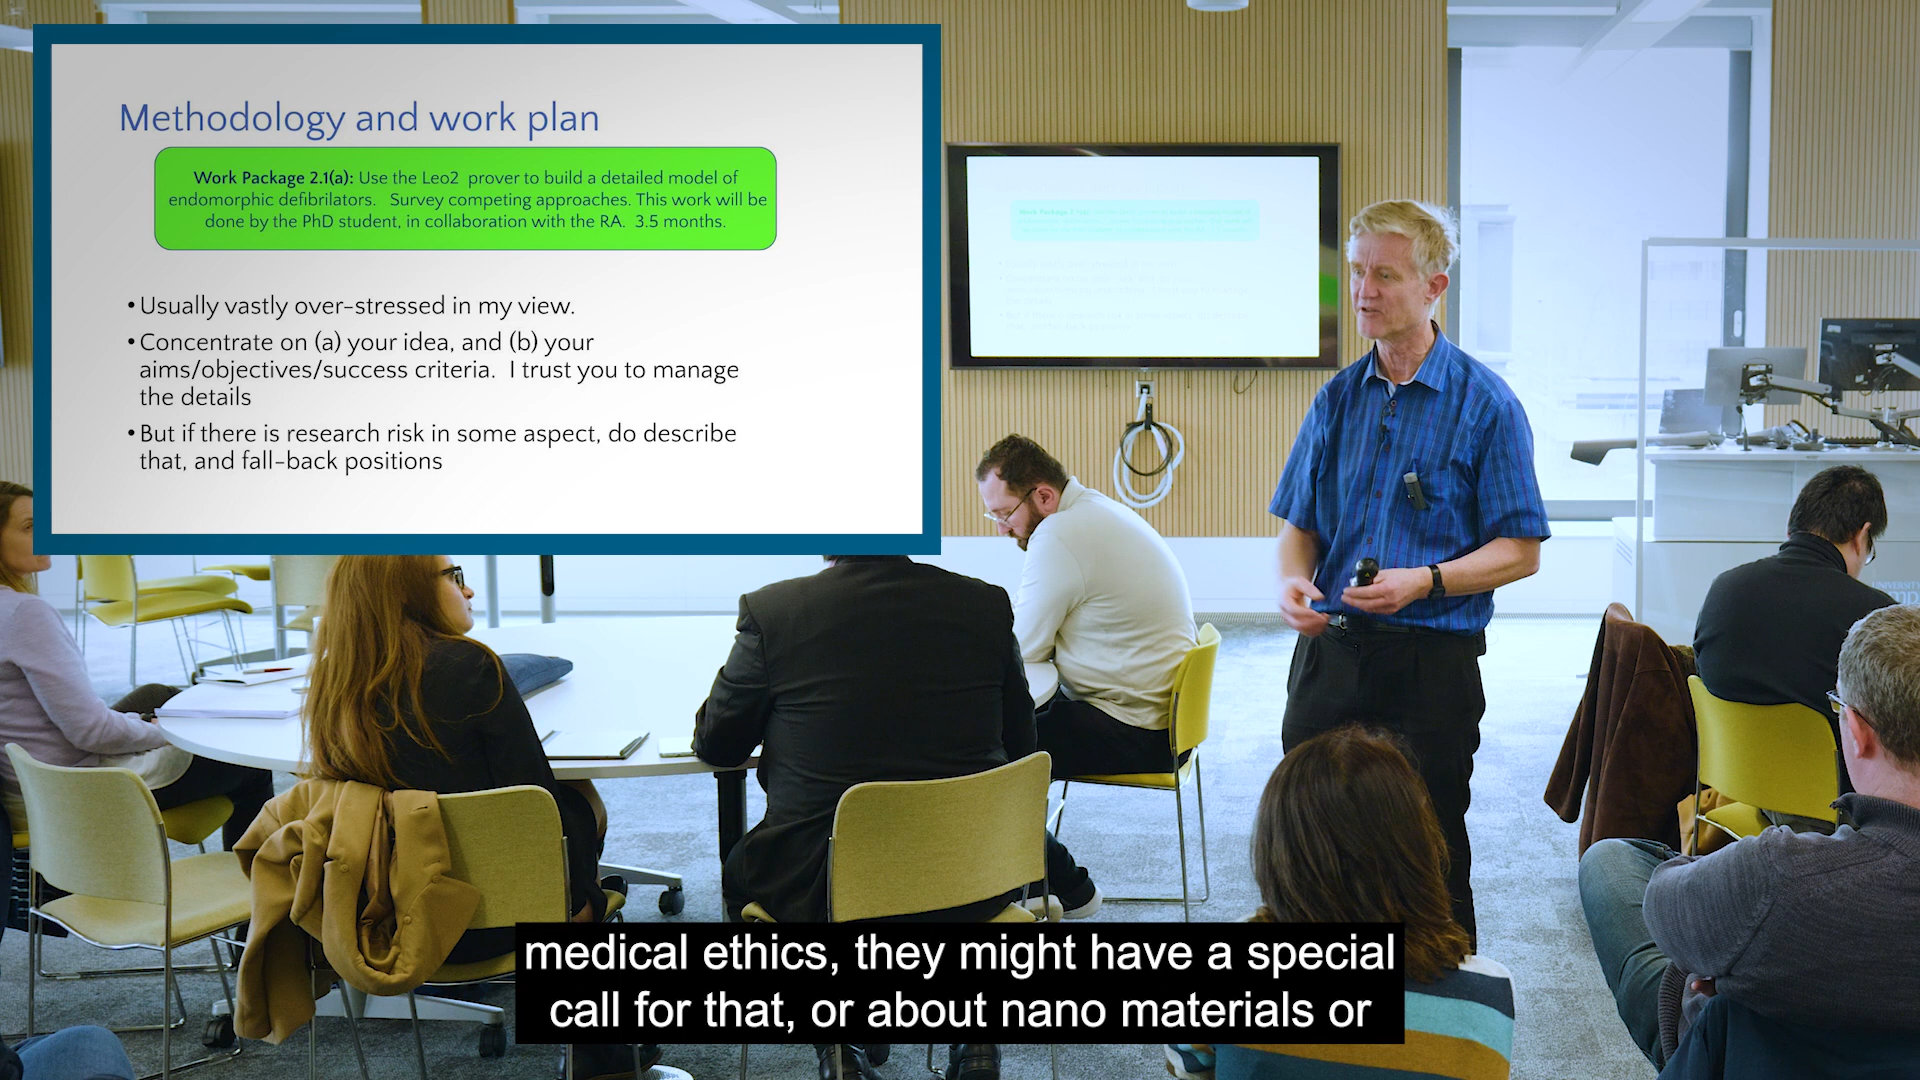 Methodology and work plan
Work Package 2.1(a): Use the Leo2 prover to build a detailed model of
endomorphic defibrilators. Survey competing approaches. This work will be
done by the PhD student, in collaboration with the RA. 3.5 months.
• Usually vastly over-stressed in my view.
• Concentrate on (a) your idea, and (b) your
aims/objectives/success criteria. I trust you to manage
the details
• But if there is research risk in some aspect, do describe
that, and fall-back positions
medical ethics, they might have a special
call for that, or about nano materials or